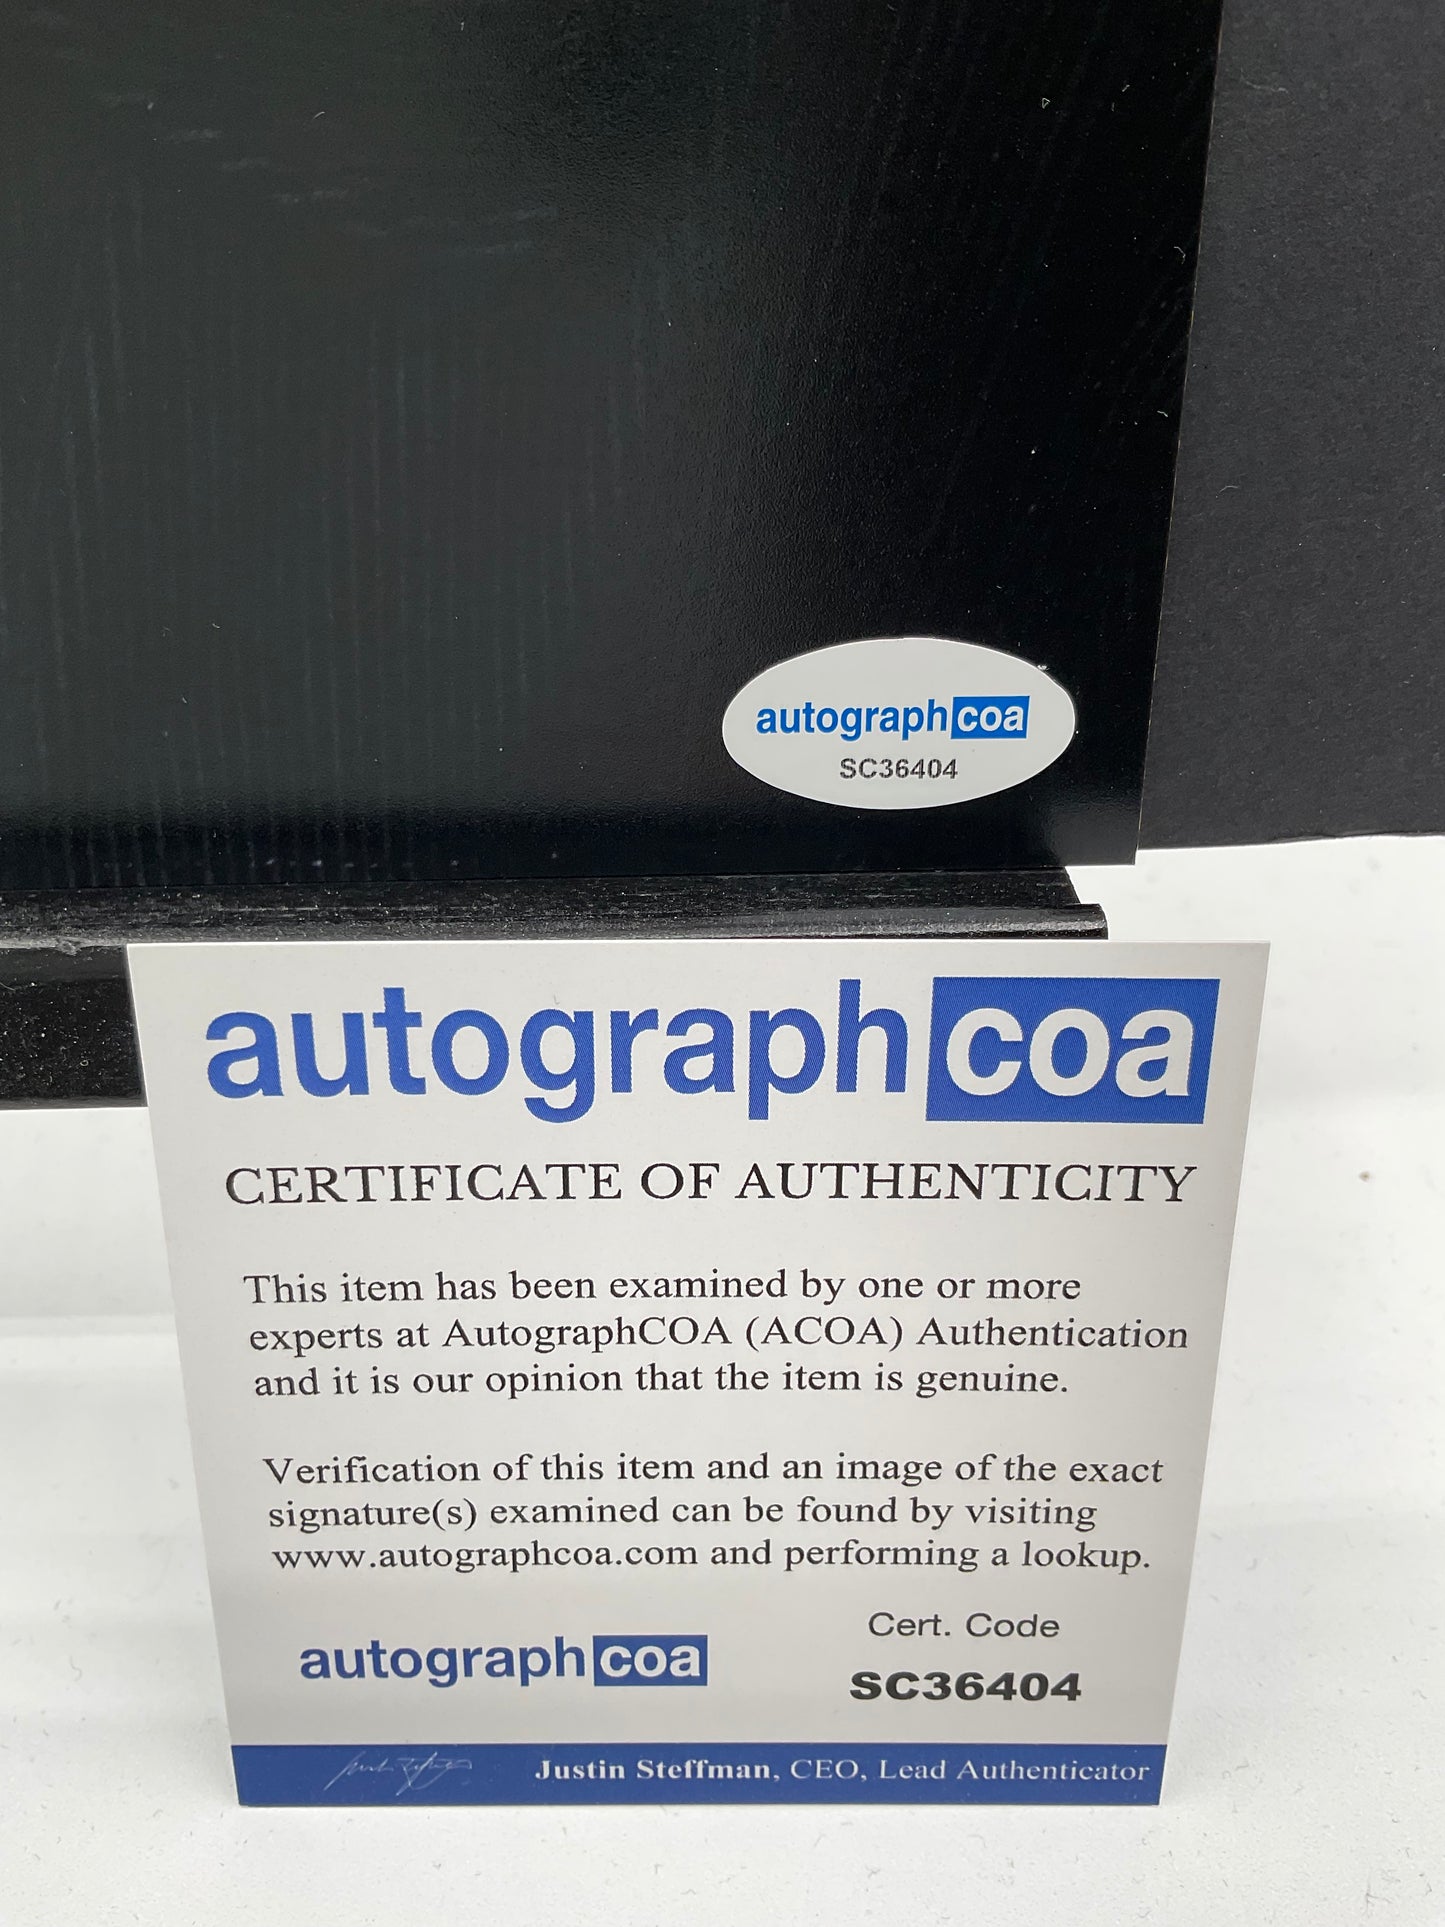 autographcoa
SC36404
autographcoa
CERTIFICATE OF AUTHENTICITY
This item has been examined by one or more
experts at AutographCOA (ACOA) Authentication
and it is our opinion that the item is genuine.
Verification of this item and an image of the exact
signature(s) examined can be found by visiting
www.autographcoa.com and performing a lookup.
Cert. Code
autographcoa
SC36404
Justin Steffman, CEO, Lead Authenticator